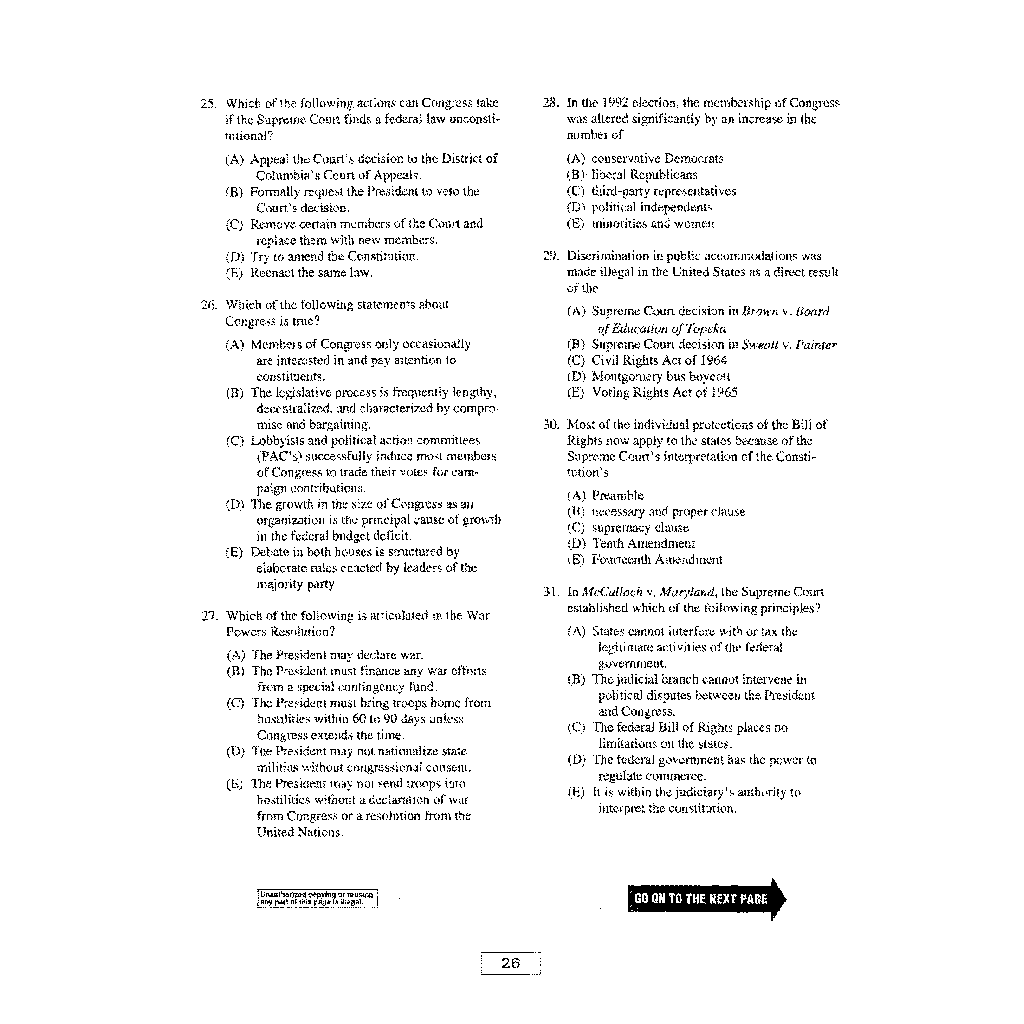 25. Which of the following actions can Congress take
if the Supreme Court finds a federal law unconsti-
tutional?
(A) Appeal the Court's decision to the District of
Columbia's Court of Appeals.
(B) Formally request the President to veto the
Court's decision.
(C) Remove certain members of the Court and
replace them with new members.
(D) Try to amend the Constitution.
(E) Reenact the same law.
26. Which of the following statements about
Congress is true?
(A) Members of Congress only occasionally
are interested in and pay attention to
constituents.
(B) The legislative process is frequently lengthy,
decentralized, and characterized by compro-
mise and bargaining.
(C) Lobbyists and political action committees
(PAC's) successfully induce most members
of Congress to trade their votes for cam-
paign contributions.
(D) The growth in the size of Congress as an
organization is the principal cause of growth
in the federal budget deficit.
(E) Debate in both houses is structured by
elaborate rules enacted by leaders of the
majority party
27. Which of the following is articulated in the War
Powers Resolution?
(A) The President may declare war.
(B) The President must finance any war efforts
from a special contingency fund.
(C) The President must bring troops home from
hostilities within 60 to 90 days unless
Congress extends the time.
(D) The President may not nationalize state
militias without congressional consent.
(E) The President may not send troops into
hostilities without a declaration of war
from Congress or a resolution from the
United Nations.
28. In the 1992 election, the membership of Congress
was altered significantly by an increase in the
number of
(A) conservative Democrats
(B) liberal Republicans
(C) third-party representatives
(D) political independents
(E) minorities and women
29. Discrimination in public accommodations was
made illegal in the United States as a direct result
of the
(A) Supreme Court decision in Brown v. Board
of Education of Topeka
(B) Supreme Court decision in Sweatt v. Painter
(C) Civil Rights Act of 1964
(D) Montgomery bus boycott
(E) Voting Rights Act of 1965
30. Most of the individual protections of the Bill of
Rights now apply to the states because of the
Supreme Court's interpretation of the Consti-
tution's
(A) Preamble
(B) necessary and proper clause
(C) supremacy clause
(D) Tenth Amendment
(E) Fourteenth Amendment
31. In McCulloch v. Maryland, the Supreme Court
established which of the following principles?
(A) States cannot interfere with or tax the
legitimate activities of the federal
government.
(B) The judicial branch cannot intervene in
political disputes between the President
and Congress.
(C) The federal Bill of Rights places no
limitations on the states.
(D) The federal government has the power to
regulate commerce.
(E) It is within the judiciary's authority to
interpret the constitution.
Unauthorized copying or reusing
any part of this page is illegal.
GO ON TO THE NEXT PAGE
26